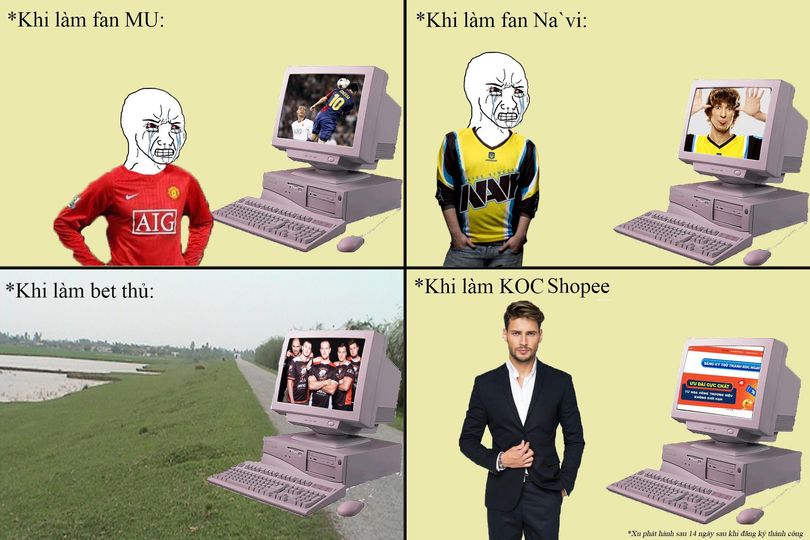 *Khi làm fan MU:
*Khi làm fan Na`vi:
10
AIG
AIG
NAVI
*Khi làm bet thủ:
*Khi làm KOC Shopee
ĐĂNG KÝ TRỞ THÀNH KOC NGAY
ƯU ĐÃI CỰC CHẤT
TỪ HOA HỒNG THƯƠNG HIỆU
KHÔNG GIỚI HẠN
*Xu phát hành sau 14 ngày sau khi đăng ký thành công